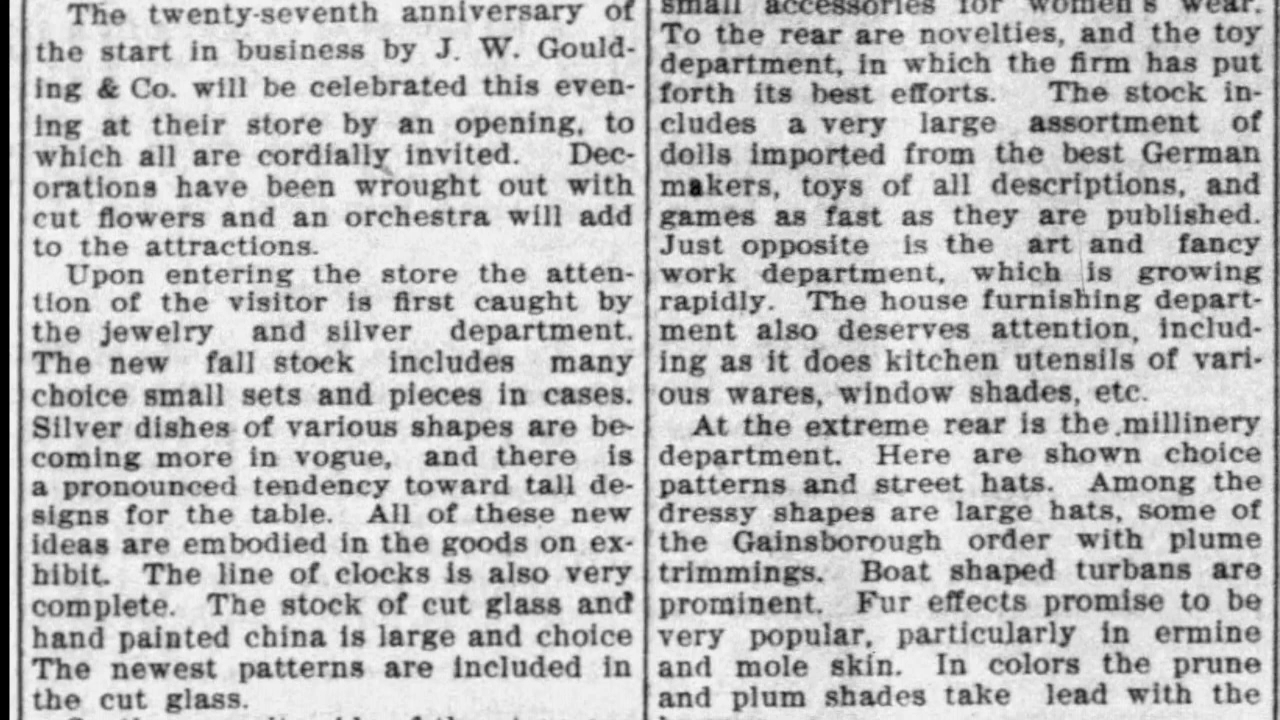 The twenty-seventh anniversary of
the start in business by J. W. Gould-
ing & Co. will be celebrated this even-
ing at their store by an opening, to
which all are cordially invited. Dec-
orations have been wrought out with
cut flowers and an orchestra will add
to the attractions.
Upon entering the store the atten-
tion of the visitor is first caught by
the jewelry and silver department.
The new fall stock includes many
choice small sets and pieces in cases.
Silver dishes of various shapes are be-
coming more in vogue, and there is
a pronounced tendency toward tall de-
signs for the table. All of these new
ideas are embodied in the goods on ex-
hibit. The line of clocks is also very
complete. The stock of cut glass and
hand painted china is large and choice
The newest patterns are included in
the cut glass.
small accessories for women's wear.
To the rear are novelties, and the toy
department, in which the firm has put
forth its best efforts. The stock in-
cludes a very large assortment of
dolls imported from the best German
makers, toys of all descriptions, and
games as fast as they are published.
Just opposite is the art and fancy
work department, which is growing
rapidly. The house furnishing depart-
ment also deserves attention, includ-
ing as it does kitchen utensils of vari-
ous wares, window shades, etc.
At the extreme rear is the millinery
department. Here are shown choice
patterns and street hats. Among the
dressy shapes are large hats, some of
the Gainsborough order with plume
trimmings. Boat shaped turbans are
prominent. Fur effects promise to be
very popular, particularly in ermine
and mole skin. In colors the prune
and plum shades take lead with the